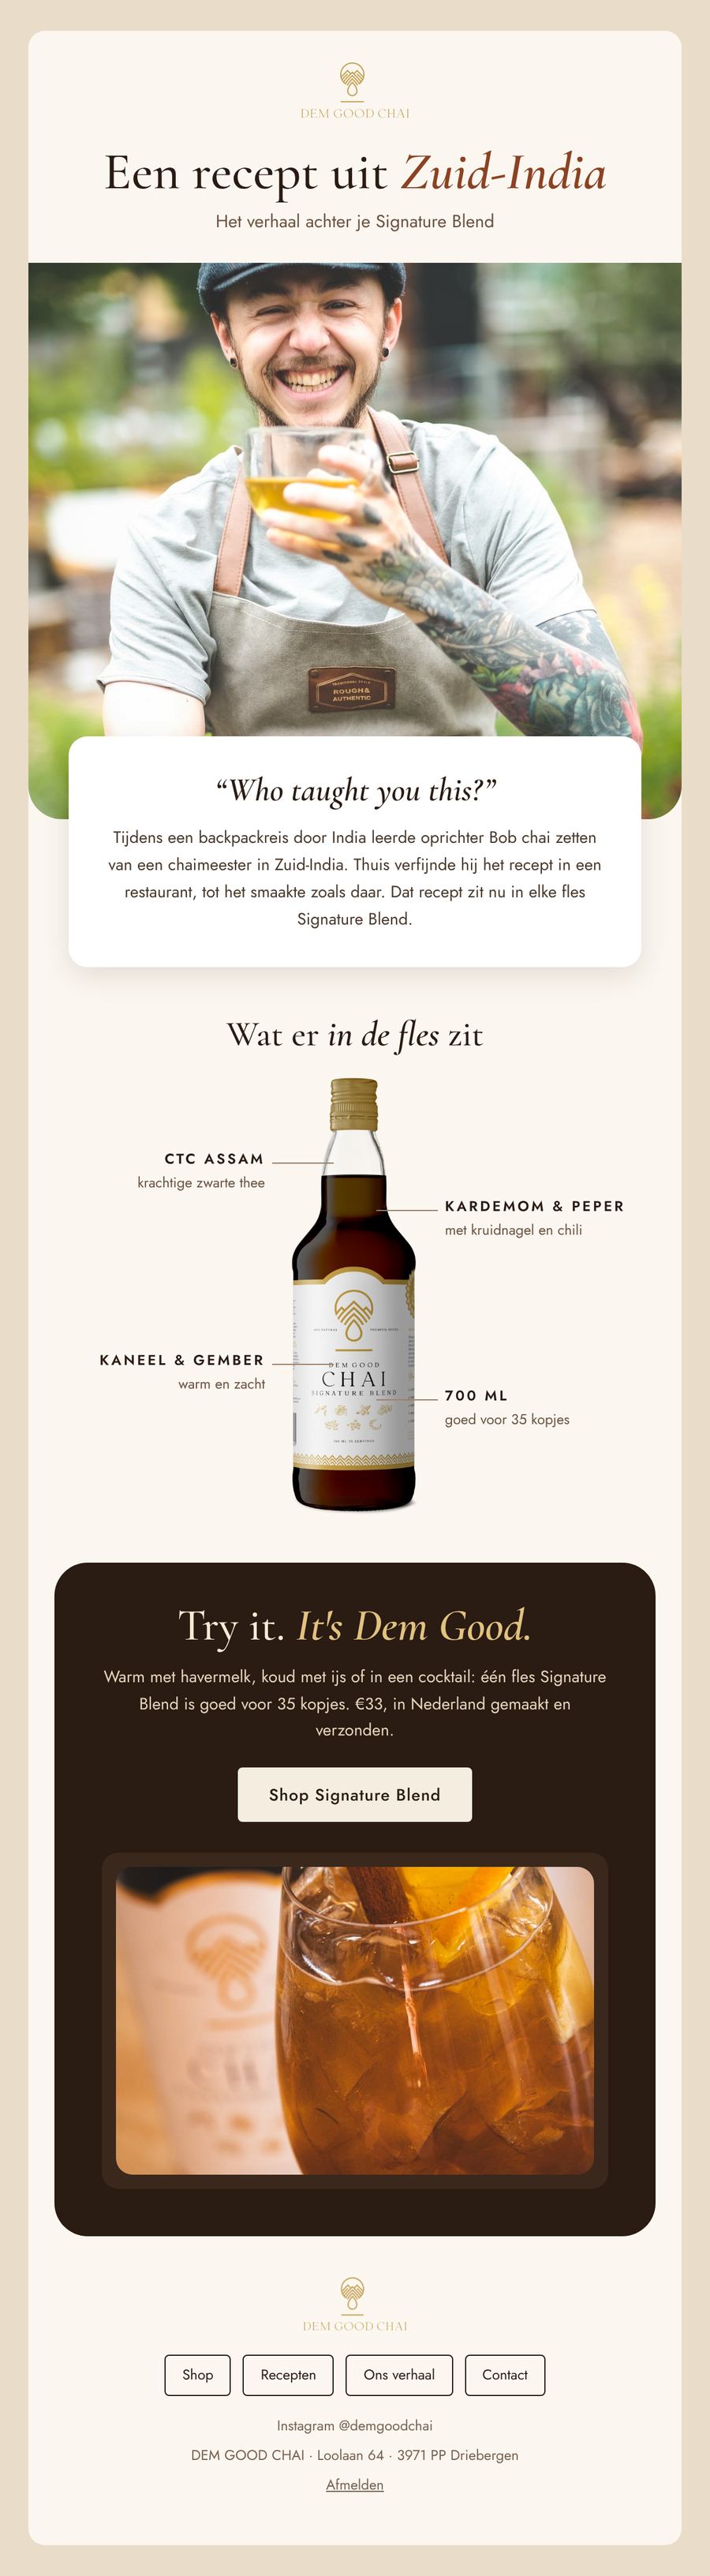 DEM GOOD CHAI
Een recept uit Zuid-India
Het verhaal achter je Signature Blend
ROUGH&
AUTHENTIC
“Who taught you this?”
Tijdens een backpackreis door India leerde oprichter Bob chai zetten
van een chaimeester in Zuid-India. Thuis verfijnde hij het recept in een
restaurant, tot het smaakte zoals daar. Dat recept zit nu in elke fles
Signature Blend.
Wat er in de fles zit
CTC ASSAM
krachtige zwarte thee
KARDEMOM & PEPER
met kruidnagel en chili
KANEEL & GEMBER
warm en zacht
700 ML
goed voor 35 kopjes
DEM GOOD
CHAI
SIGNATURE BLEND
Try it. It's Dem Good.
Warm met havermelk, koud met ijs of in een cocktail: één fles Signature
Blend is goed voor 35 kopjes. €33, in Nederland gemaakt en
verzonden.
Shop Signature Blend
DEM GOOD CHAI
Shop
Recepten
Ons verhaal
Contact
Instagram @demgoodchai
DEM GOOD CHAI · Loolaan 64 · 3971 PP Driebergen
Afmelden